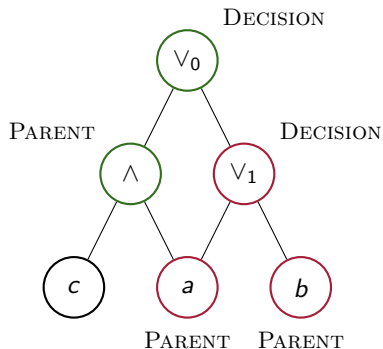 DECISION
∨₀
PARENT
DECISION
∧
∨₁
c
a
b
PARENT PARENT